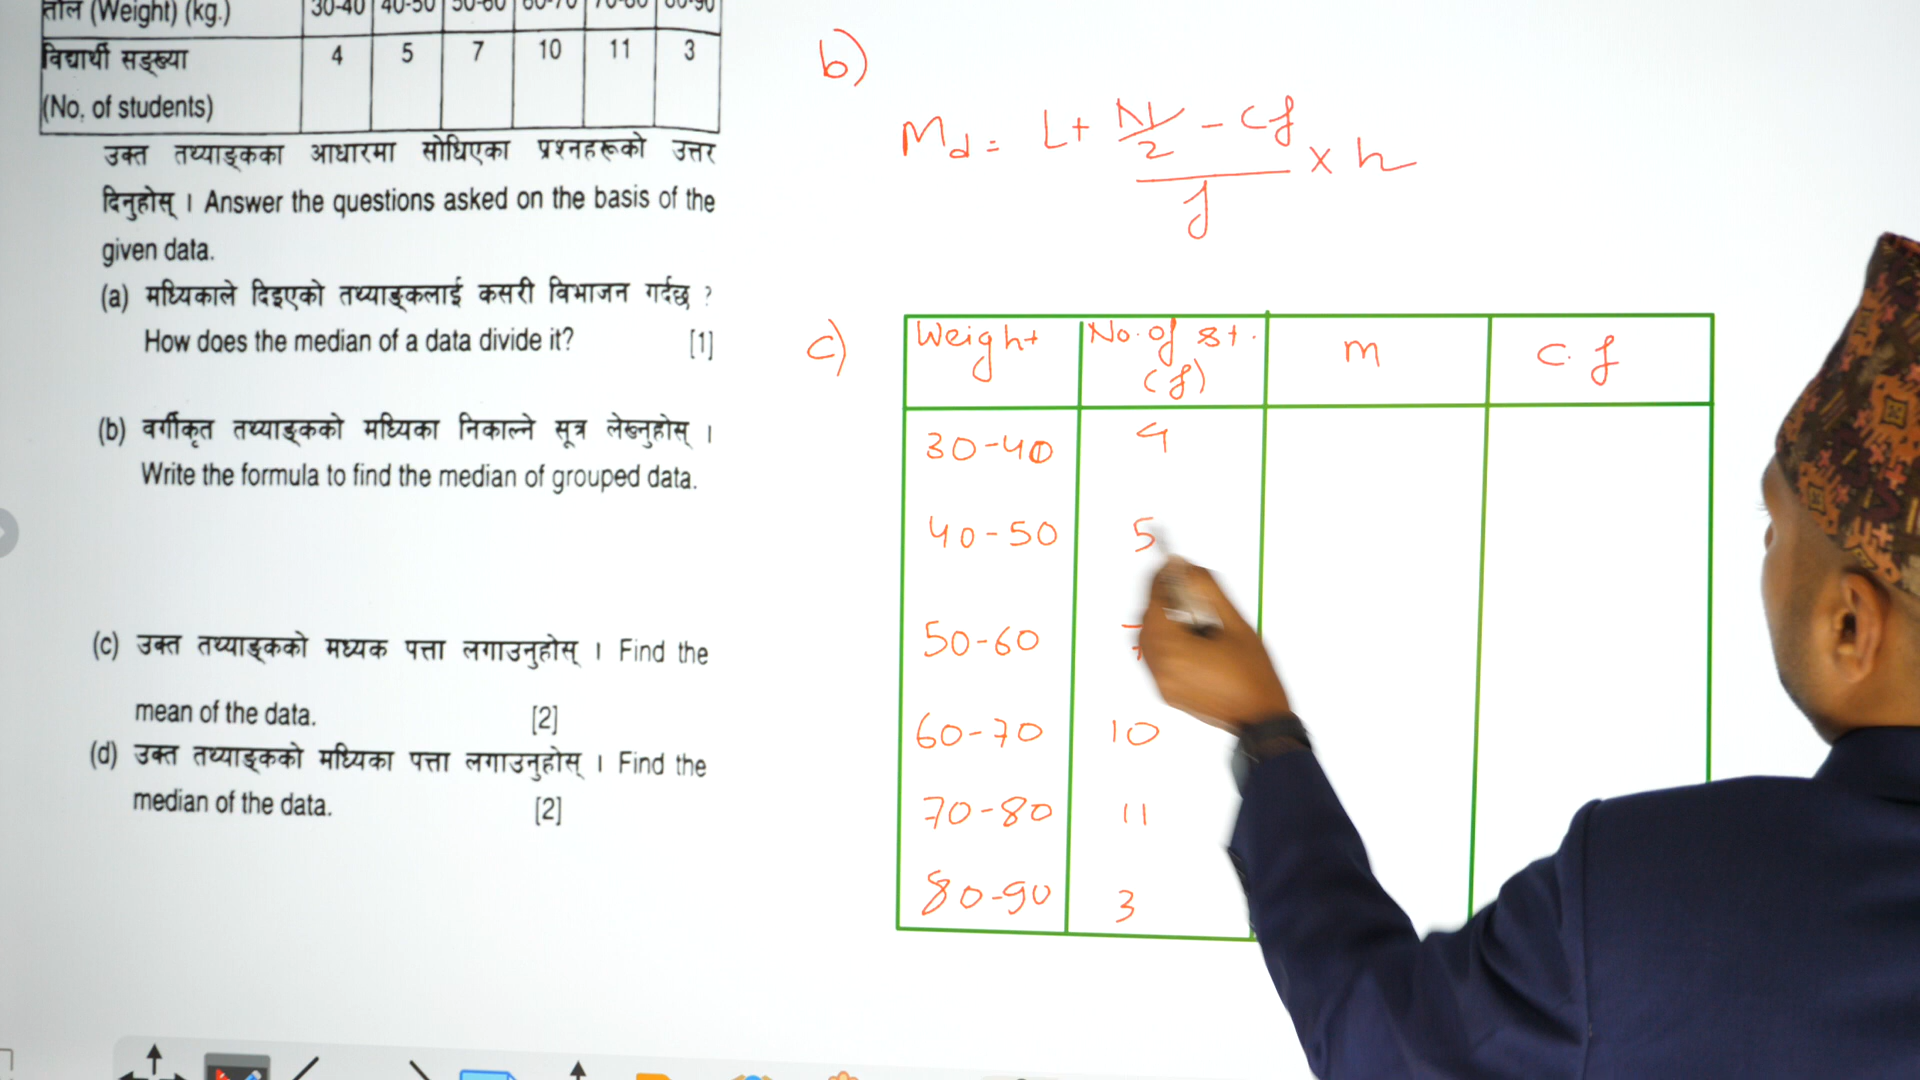 तौल (Weight) (kg.) 30-40 40-50 50-60 60-70 70-80 80-90
विद्यार्थी सङ्ख्या 4 5 7 10 11 3
(No. of students)
उक्त तथ्याङ्कका आधारमा सोधिएका प्रश्नहरूको उत्तर
दिनुहोस् । Answer the questions asked on the basis of the
given data.
(a) मध्यिकाले दिइएको तथ्याङ्कलाई कसरी विभाजन गर्दछ ?
How does the median of a data divide it? [1]
(b) वर्गीकृत तथ्याङ्कको मध्यिका निकाल्ने सूत्र लेख्नुहोस् ।
Write the formula to find the median of grouped data.
(c) उक्त तथ्याङ्कको मध्यक पत्ता लगाउनुहोस् । Find the
mean of the data. [2]
(d) उक्त तथ्याङ्कको मध्यिका पत्ता लगाउनुहोस् । Find the
median of the data. [2]
b)
Md = L + (N/2 - cf)/f × h
c) Weight No. of st. (f) m c.f
30-40 4
40-50 5
50-60 7
60-70 10
70-80 11
80-90 3